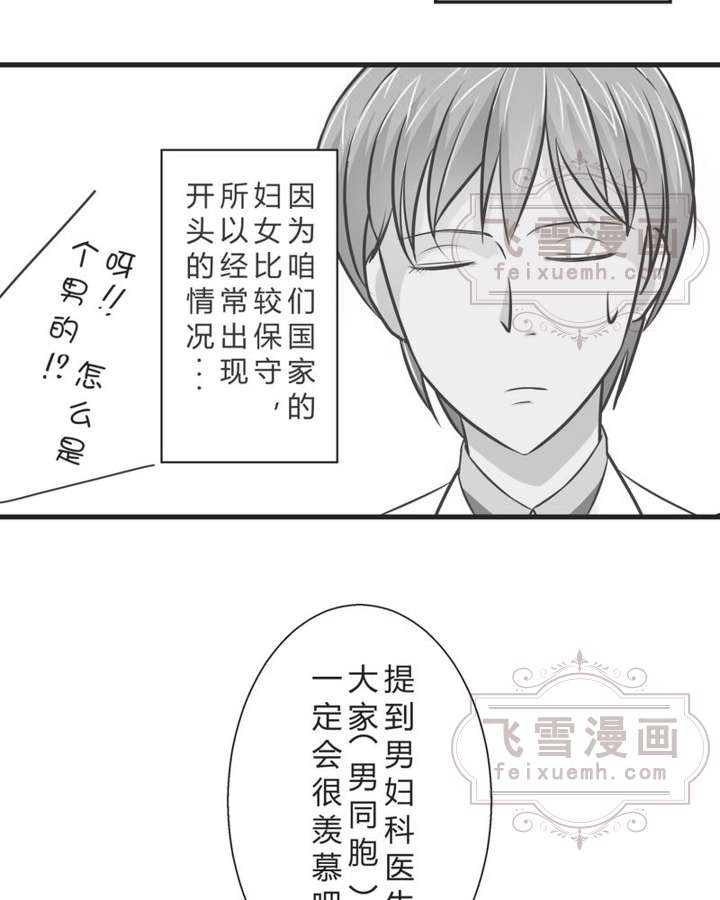 因为咱们国家的
妇女比较保守，
所以经常出现
开头的情况…
呀!!
怎么是
个男的!?
飞雪漫画
feixuemh.com
提到男妇科医生
大家（男同胞）
一定会很羡慕吧
飞雪漫画
feixuemh.com